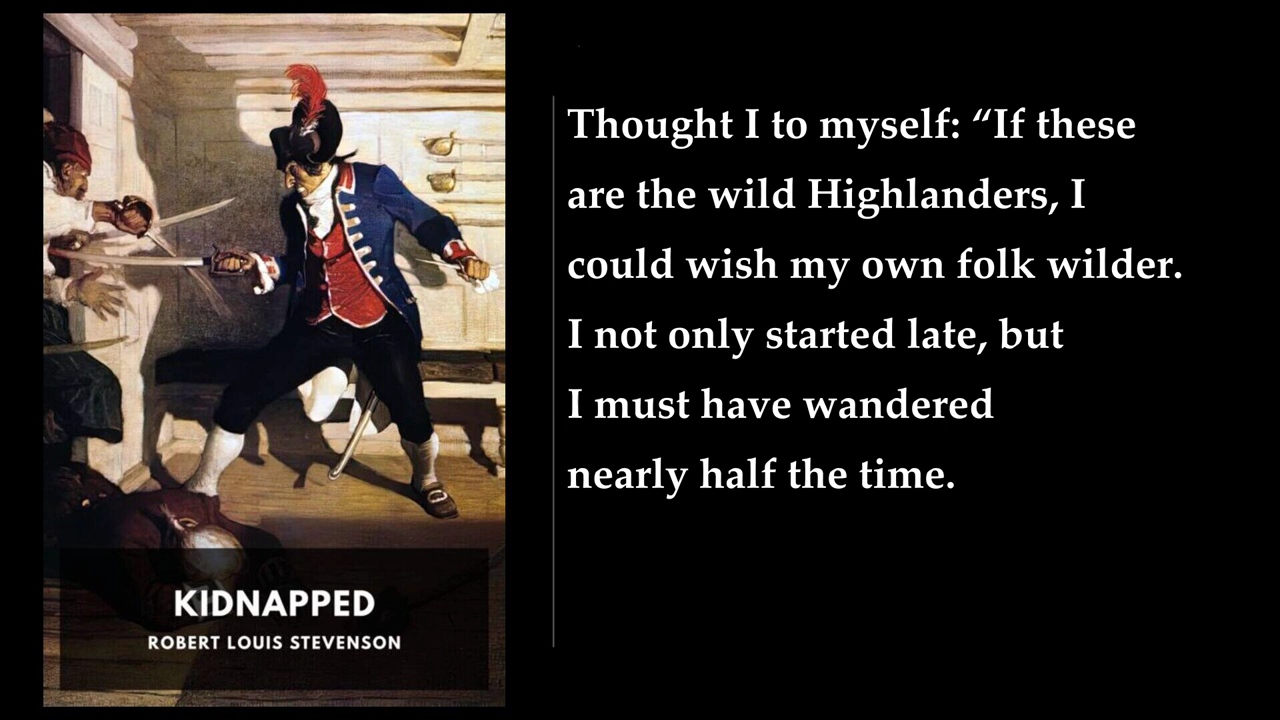 KIDNAPPED
ROBERT LOUIS STEVENSON
Thought I to myself: “If these
are the wild Highlanders, I
could wish my own folk wilder.
I not only started late, but
I must have wandered
nearly half the time.